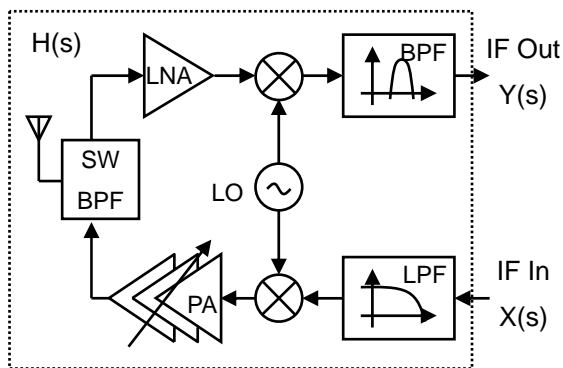 H(s)
LNA
BPF
IF Out
Y(s)
SW
BPF
LO
PA
LPF
IF In
X(s)